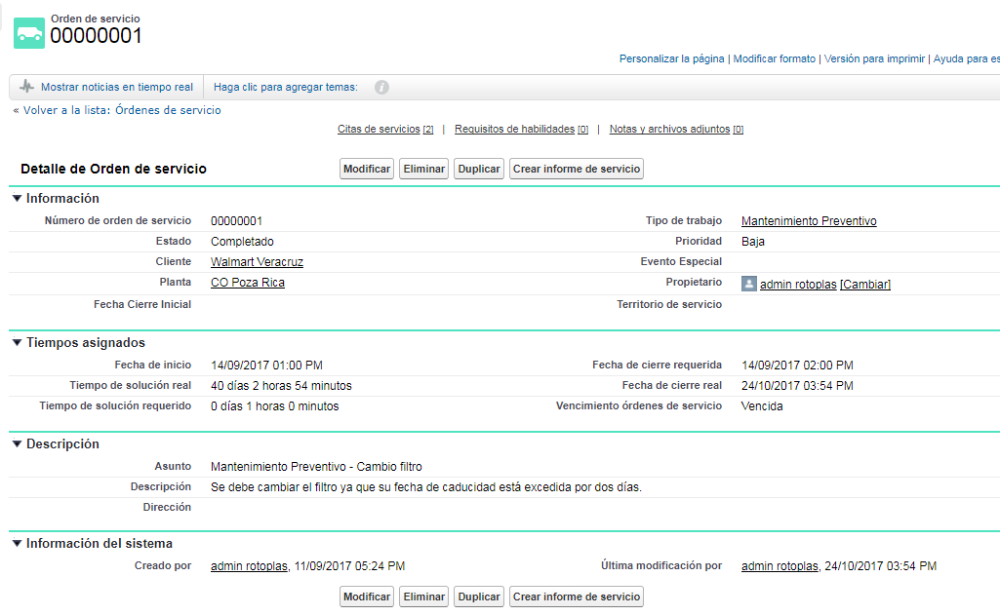 Orden de servicio
00000001
Personalizar la página | Modificar formato | Versión para imprimir | Ayuda para es
Mostrar noticias en tiempo real Haga clic para agregar temas: i
« Volver a la lista: Órdenes de servicio
Citas de servicios [2] | Requisitos de habilidades [0] | Notas y archivos adjuntos [0]
Detalle de Orden de servicio Modificar Eliminar Duplicar Crear informe de servicio
Información
Número de orden de servicio 00000001 Tipo de trabajo Mantenimiento Preventivo
Estado Completado Prioridad Baja
Cliente Walmart Veracruz Evento Especial
Planta CO Poza Rica Propietario admin rotoplas [Cambiar]
Fecha Cierre Inicial Territorio de servicio
Tiempos asignados
Fecha de inicio 14/09/2017 01:00 PM Fecha de cierre requerida 14/09/2017 02:00 PM
Tiempo de solución real 40 días 2 horas 54 minutos Fecha de cierre real 24/10/2017 03:54 PM
Tiempo de solución requerido 0 días 1 horas 0 minutos Vencimiento órdenes de servicio Vencida
Descripción
Asunto Mantenimiento Preventivo - Cambio filtro
Descripción Se debe cambiar el filtro ya que su fecha de caducidad está excedida por dos días.
Dirección
Información del sistema
Creado por admin rotoplas, 11/09/2017 05:24 PM Última modificación por admin rotoplas, 24/10/2017 03:54 PM
Modificar Eliminar Duplicar Crear informe de servicio